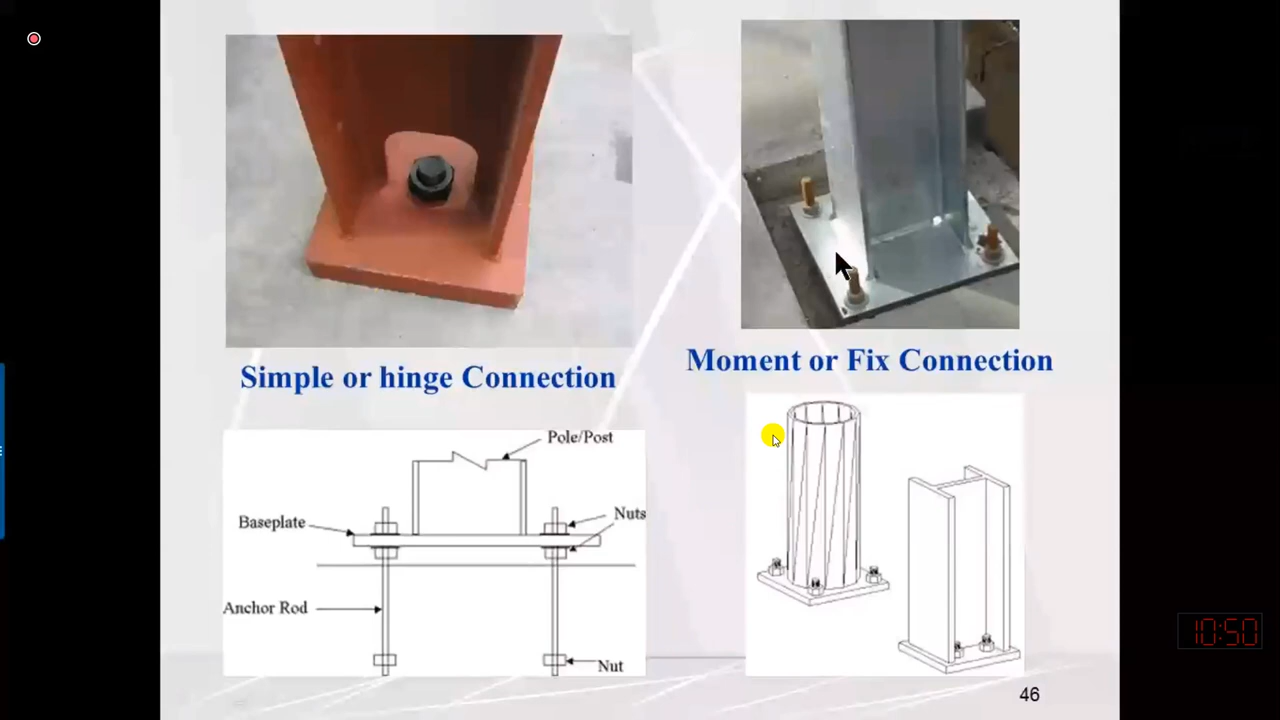 Simple or hinge Connection
Moment or Fix Connection
Pole/Post
Baseplate
Nuts
Anchor Rod
Nut
46
10:50